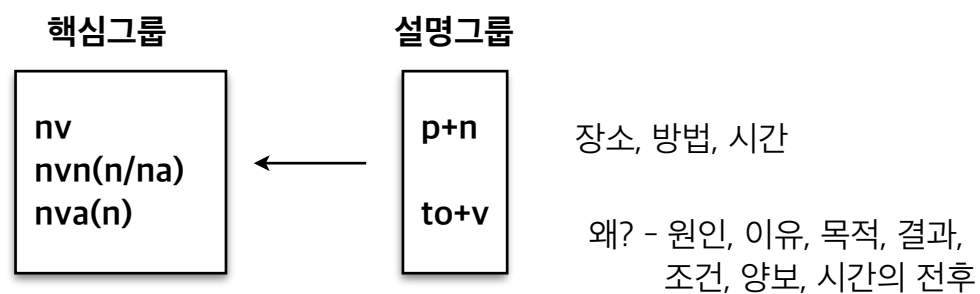 핵심그룹
설명그룹
nv
nvn(n/na)
nva(n)
p+n
to+v
장소, 방법, 시간
왜? - 원인, 이유, 목적, 결과,
조건, 양보, 시간의 전후